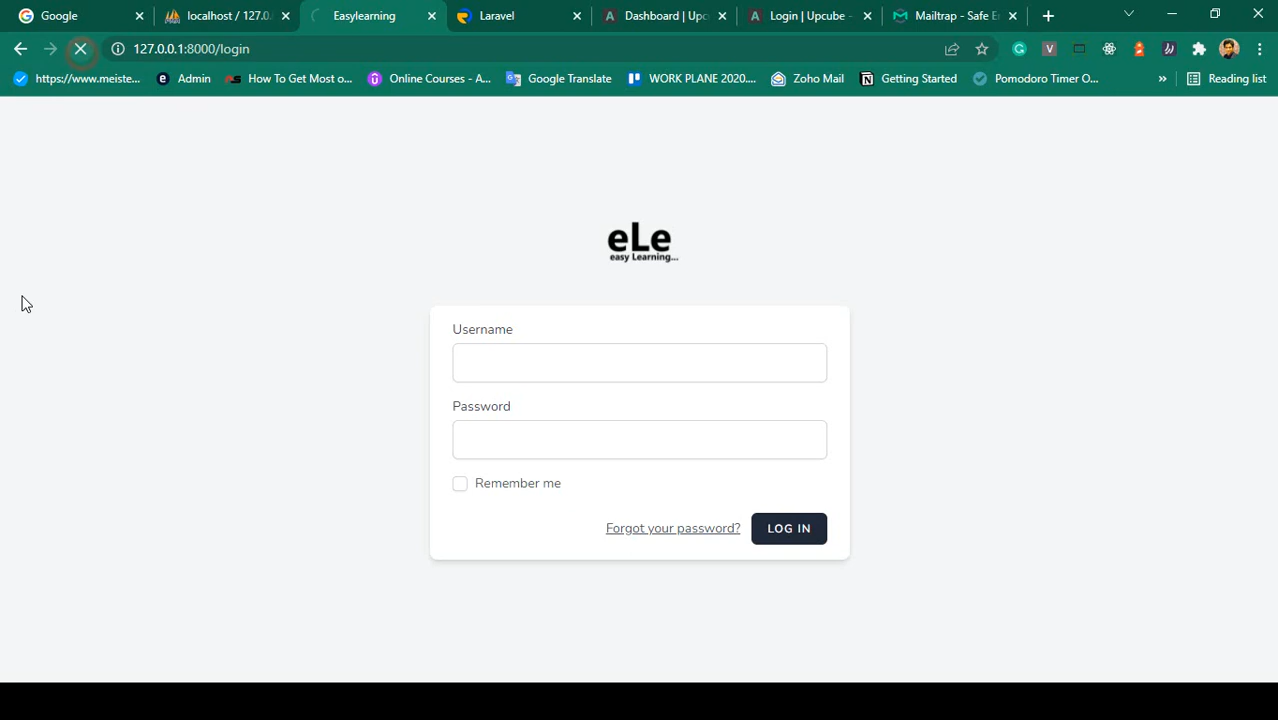 Google
localhost / 127.0.
Easylearning
Laravel
Dashboard | Upc
Login | Upcube -
Mailtrap - Safe E
127.0.0.1:8000/login
https://www.meiste...
Admin
How To Get Most o...
Online Courses - A...
Google Translate
WORK PLANE 2020....
Zoho Mail
Getting Started
Pomodoro Timer O...
»
Reading list
eLe
easy Learning...
Username
Password
Remember me
Forgot your password?
LOG IN